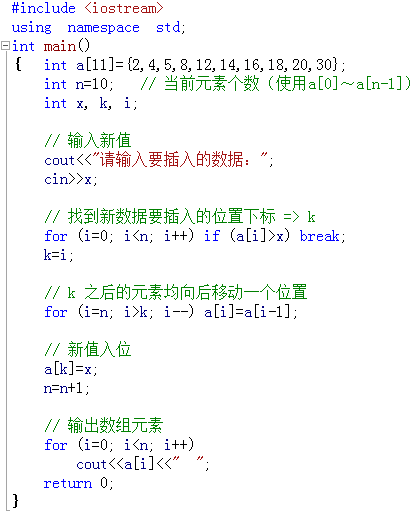 #include <iostream>
using  namespace  std;
int main()
{   int a[11]={2,4,5,8,12,14,16,18,20,30};
    int n=10;   // 当前元素个数（使用a[0]～a[n-1]）
    int x, k, i;
    // 输入新值
    cout<<"请输入要插入的数据：";
    cin>>x;
    // 找到新数据要插入的位置下标 => k
    for (i=0; i<n; i++) if (a[i]>x) break;
    k=i;
    // k 之后的元素均向后移动一个位置
    for (i=n; i>k; i--) a[i]=a[i-1];
    // 新值入位
    a[k]=x;
    n=n+1;
    // 输出数组元素
    for (i=0; i<n; i++)
        cout<<a[i]<<"  ";
    return 0;
}